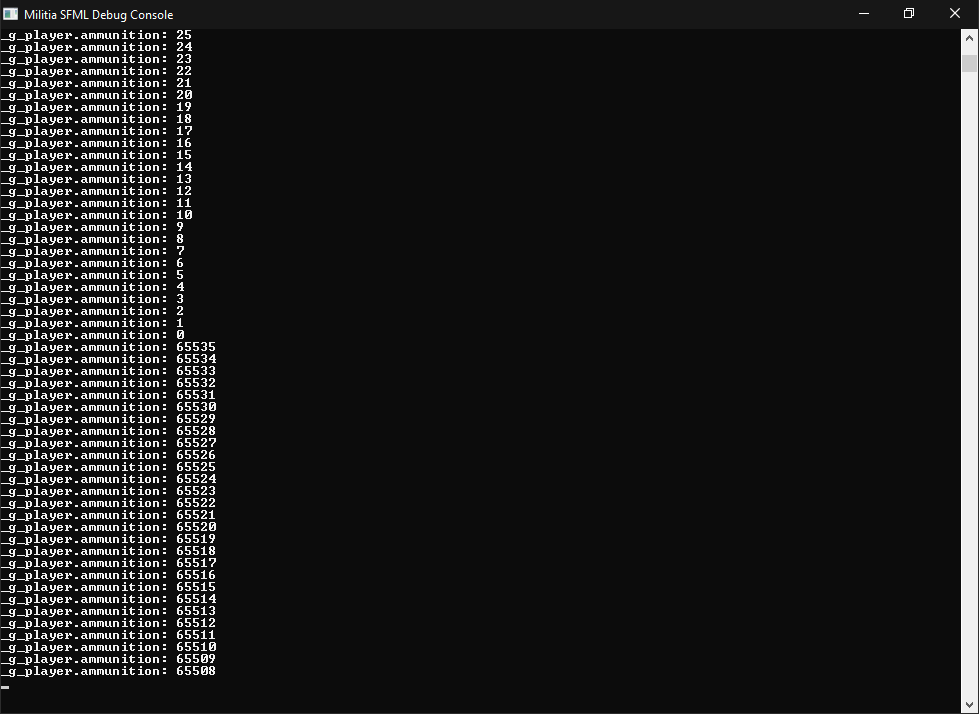 Militia SFML Debug Console
_g_player.ammunition: 25
_g_player.ammunition: 24
_g_player.ammunition: 23
_g_player.ammunition: 22
_g_player.ammunition: 21
_g_player.ammunition: 20
_g_player.ammunition: 19
_g_player.ammunition: 18
_g_player.ammunition: 17
_g_player.ammunition: 16
_g_player.ammunition: 15
_g_player.ammunition: 14
_g_player.ammunition: 13
_g_player.ammunition: 12
_g_player.ammunition: 11
_g_player.ammunition: 10
_g_player.ammunition: 9
_g_player.ammunition: 8
_g_player.ammunition: 7
_g_player.ammunition: 6
_g_player.ammunition: 5
_g_player.ammunition: 4
_g_player.ammunition: 3
_g_player.ammunition: 2
_g_player.ammunition: 1
_g_player.ammunition: 0
_g_player.ammunition: 65535
_g_player.ammunition: 65534
_g_player.ammunition: 65533
_g_player.ammunition: 65532
_g_player.ammunition: 65531
_g_player.ammunition: 65530
_g_player.ammunition: 65529
_g_player.ammunition: 65528
_g_player.ammunition: 65527
_g_player.ammunition: 65526
_g_player.ammunition: 65525
_g_player.ammunition: 65524
_g_player.ammunition: 65523
_g_player.ammunition: 65522
_g_player.ammunition: 65521
_g_player.ammunition: 65520
_g_player.ammunition: 65519
_g_player.ammunition: 65518
_g_player.ammunition: 65517
_g_player.ammunition: 65516
_g_player.ammunition: 65515
_g_player.ammunition: 65514
_g_player.ammunition: 65513
_g_player.ammunition: 65512
_g_player.ammunition: 65511
_g_player.ammunition: 65510
_g_player.ammunition: 65509
_g_player.ammunition: 65508